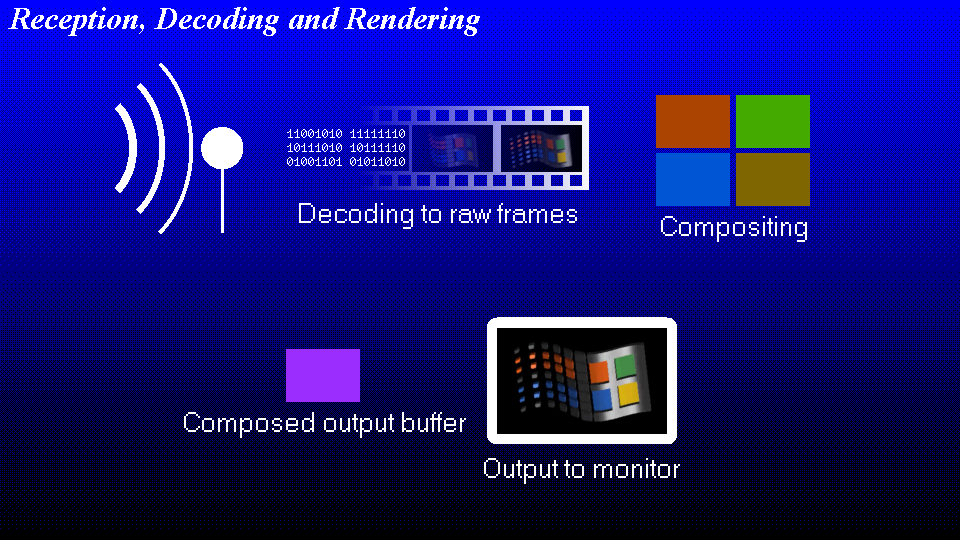 Reception, Decoding and Rendering
11001010 11111110
10111010 10111110
01001101 01011010
Decoding to raw frames
Compositing
Composed output buffer
Output to monitor